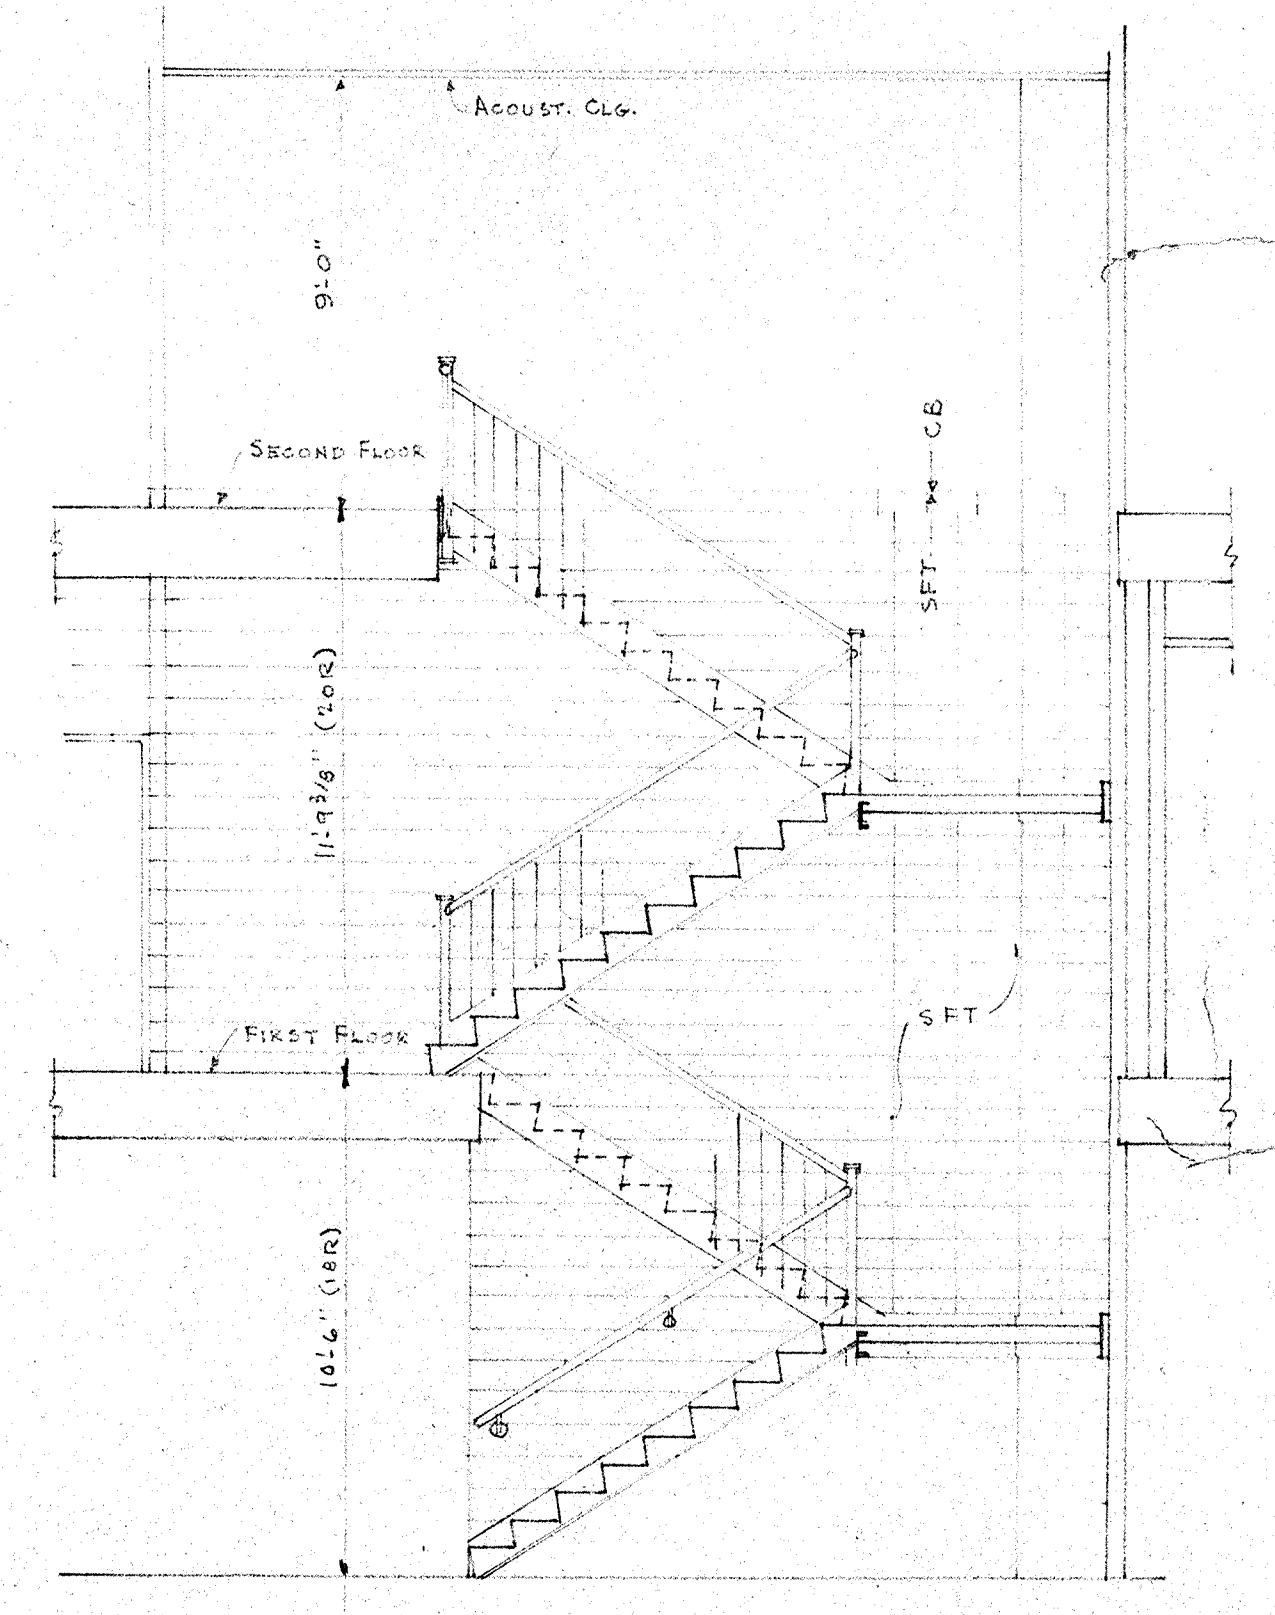 ACOUST. CLG.
9'-0"
SECOND FLOOR
SFT. CB
11'-9 3/8" (20R)
SFT
FIRST FLOOR
10'-6" (18R)